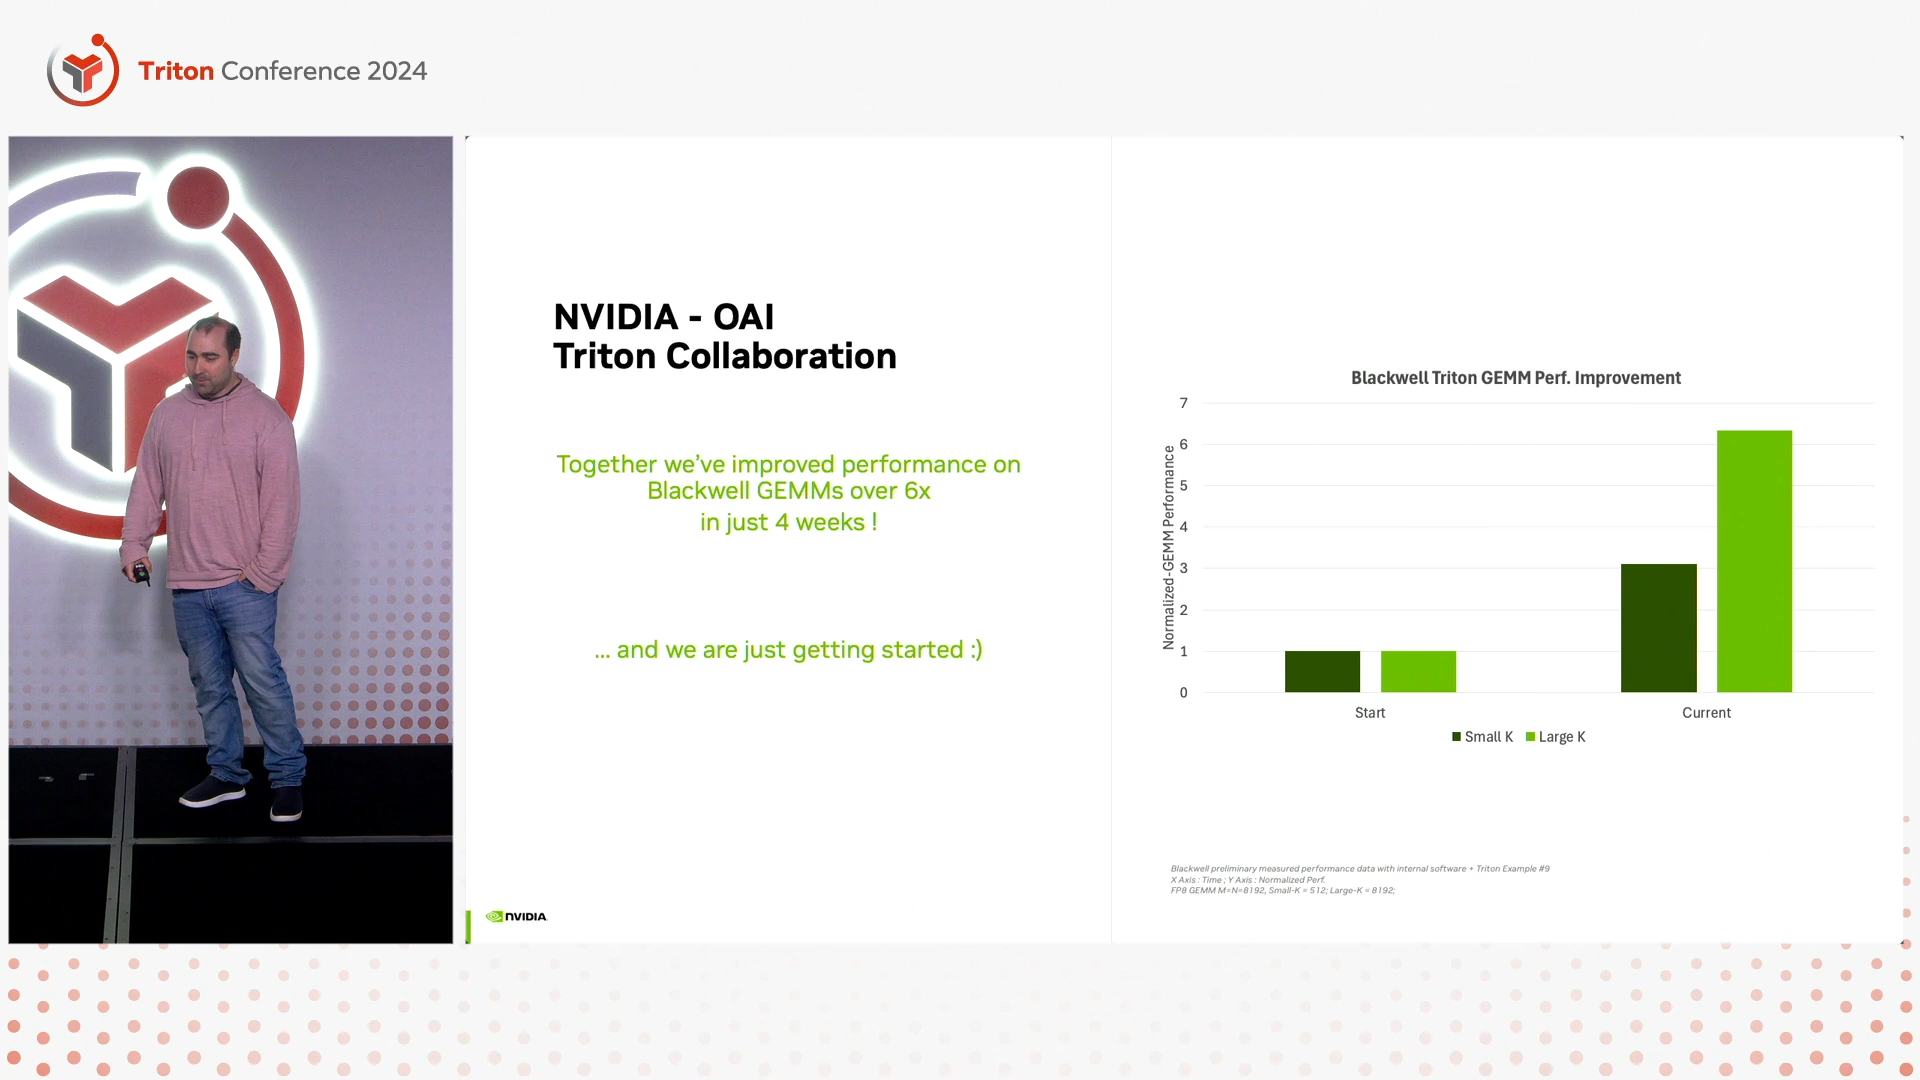 Triton Conference 2024
NVIDIA - OAI
Triton Collaboration
Together we’ve improved performance on
Blackwell GEMMs over 6x
in just 4 weeks !
... and we are just getting started :)
NVIDIA
Blackwell Triton GEMM Perf. Improvement
Normalized-GEMM Performance
7
6
5
4
3
2
1
0
Start
Current
Small K
Large K
Blackwell preliminary measured performance data with internal software + Triton Example #9
X Axis : Time ; Y Axis : Normalized Perf.
FP8 GEMM M=N=8192, Small-K = 512; Large-K = 8192;